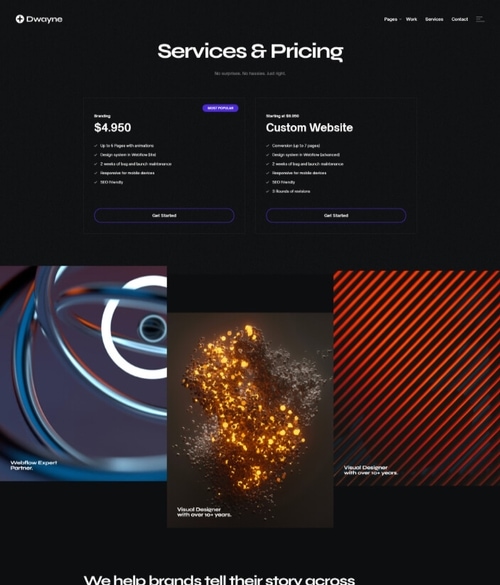 Dwayne
Pages Work Services Contact
Services & Pricing
No surprises. No hassles. Just right.
MOST POPULAR
Branding
$4.950
Up to 5 Pages with animations
Design system in Webflow (lite)
2 weeks of bug and launch maintenance
Responsive for mobile devices
SEO Friendly
Get Started
Starting at
Custom Website
Conversion (up to 7 pages)
Design system in Webflow (advanced)
2 weeks of bug and launch maintenance
Responsive for mobile devices
SEO Friendly
3 Rounds of revisions
Get Started
Webflow Expert
Partner.
Visual Designer
with over 10+ years.
Visual Designer
with over 10+ years.
We help brands tell their story across